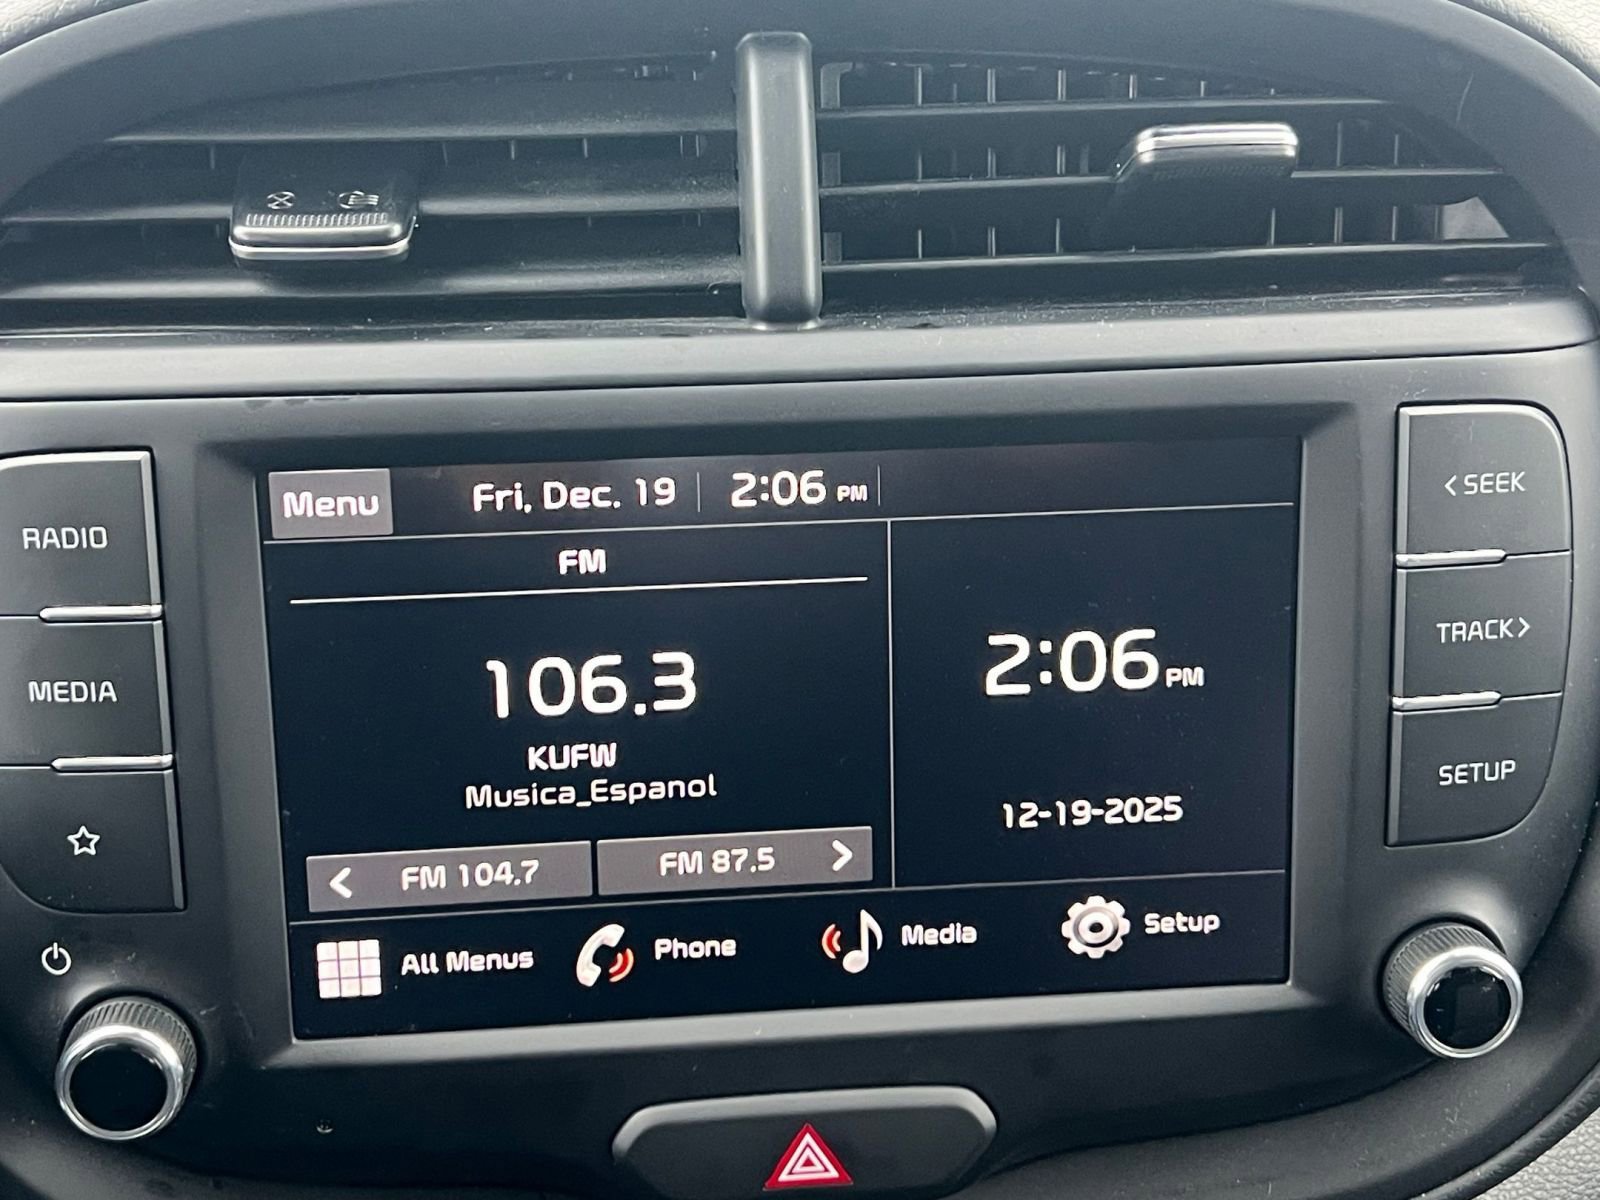 Menu Fri, Dec. 19 2:06 PM
FM
106.3
KUFW
Musica_Espanol
< FM 104.7 FM 87.5 >
2:06 PM
12-19-2025
All Menus Phone Media Setup
RADIO
MEDIA
< SEEK
TRACK >
SETUP